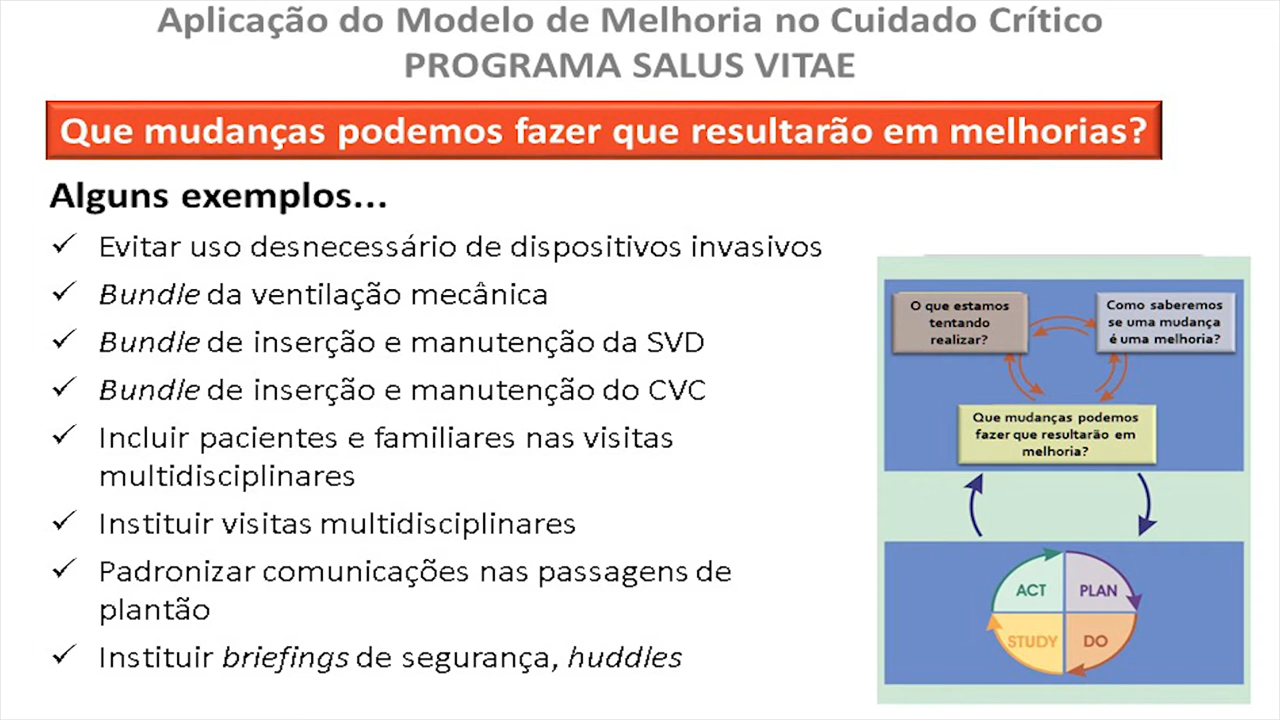 Aplicação do Modelo de Melhoria no Cuidado Crítico
PROGRAMA SALUS VITAE
Que mudanças podemos fazer que resultarão em melhorias?
Alguns exemplos...
✓ Evitar uso desnecessário de dispositivos invasivos
✓ Bundle da ventilação mecânica
✓ Bundle de inserção e manutenção da SVD
✓ Bundle de inserção e manutenção do CVC
✓ Incluir pacientes e familiares nas visitas
multidisciplinares
✓ Instituir visitas multidisciplinares
✓ Padronizar comunicações nas passagens de
plantão
✓ Instituir briefings de segurança, huddles
O que estamos
tentando
realizar?
Como saberemos
se uma mudança
é uma melhoria?
Que mudanças podemos
fazer que resultarão em
melhoria?
ACT
PLAN
STUDY
DO